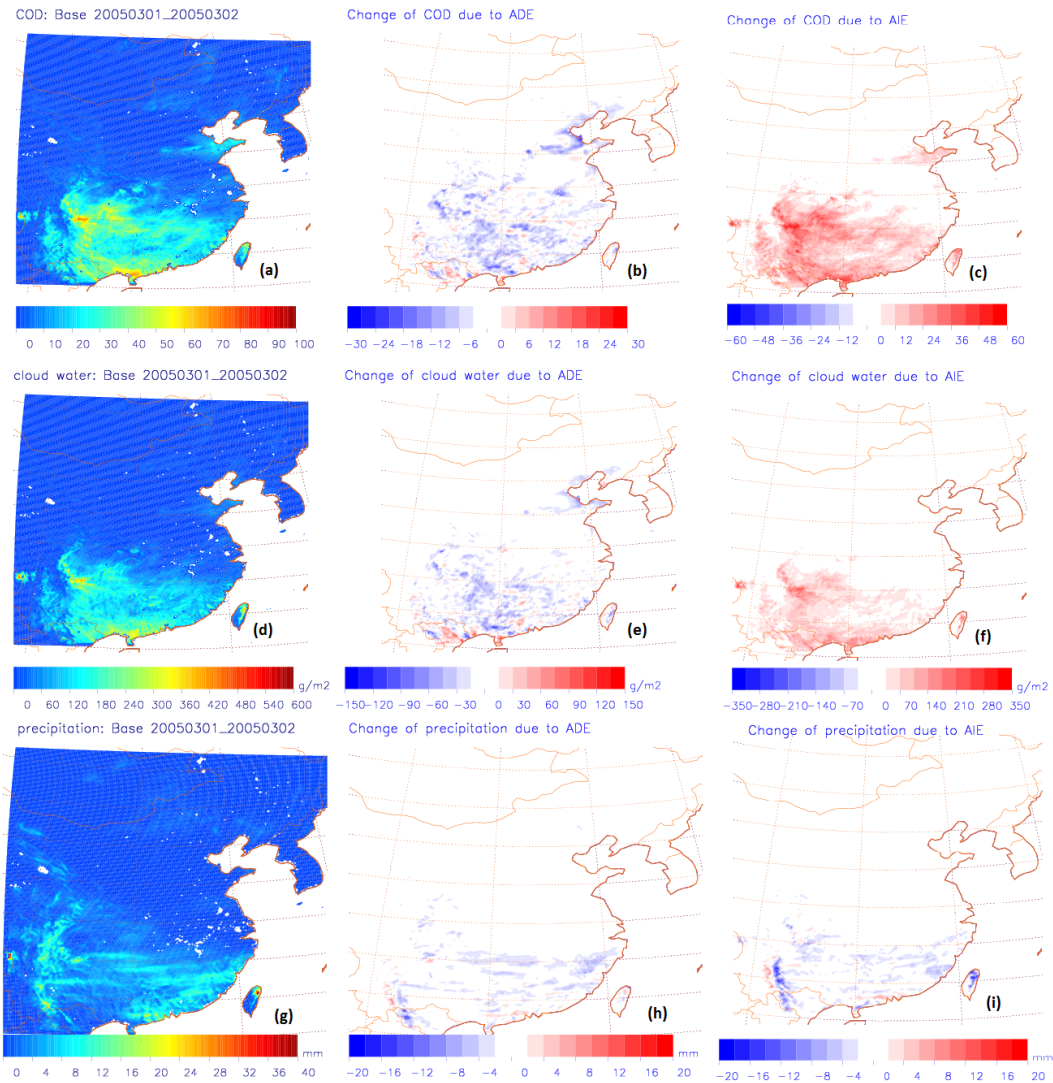 COD: Base 20050301_20050302
Change of COD due to ADE
Change of COD due to AIE
(a)
(b)
(c)
0 10 20 30 40 50 60 70 80 90 100
−30 −24 −18 −12 −6 0 6 12 18 24 30
−60 −48 −36 −24 −12 0 12 24 36 48 60
cloud water: Base 20050301_20050302
Change of cloud water due to ADE
Change of cloud water due to AIE
(d)
(e)
(f)
0 60 120 180 240 300 360 420 480 540 600 g/m2
−150 −120 −90 −60 −30 0 30 60 90 120 150 g/m2
−350 −280 −210 −140 −70 0 70 140 210 280 350 g/m2
precipitation: Base 20050301_20050302
Change of precipitation due to ADE
Change of precipitation due to AIE
(g)
(h)
(i)
0 4 8 12 16 20 24 28 32 36 40 mm
−20 −16 −12 −8 −4 0 4 8 12 16 20 mm
−20 −16 −12 −8 −4 0 4 8 12 16 20 mm